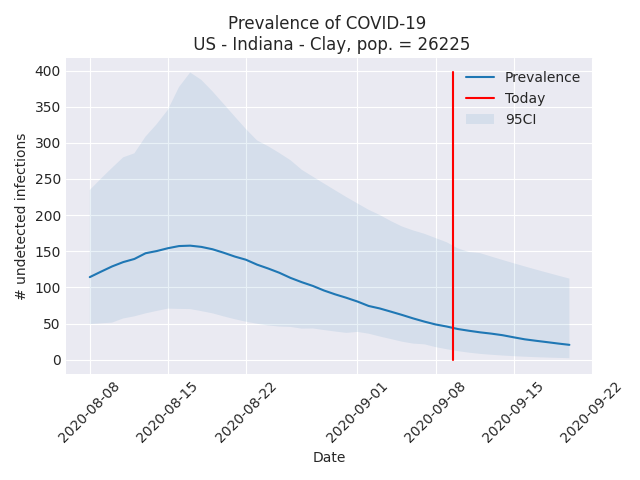 Prevalence of COVID-19
US - Indiana - Clay, pop. = 26225
Prevalence
Today
95CI
# undetected infections
400
350
300
250
200
150
100
50
0
2020-08-08
2020-08-15
2020-08-22
2020-09-01
2020-09-08
2020-09-15
2020-09-22
Date